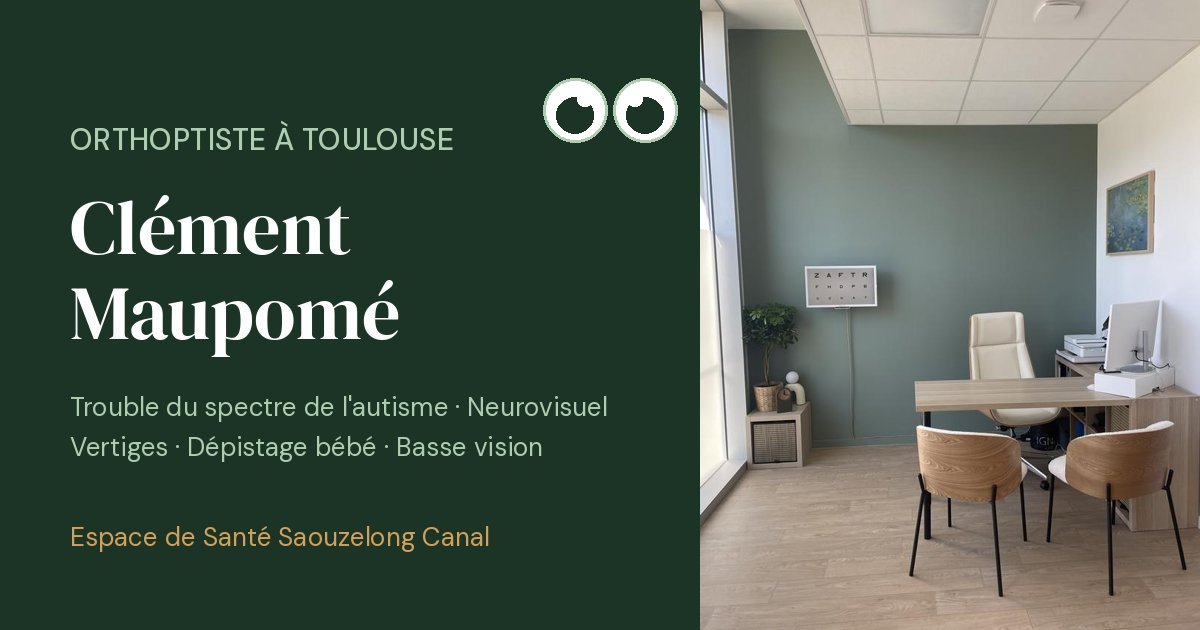 ORTHOPTISTE À TOULOUSE
Clément
Maupomé
Trouble du spectre de l'autisme · Neurovisuel
Vertiges · Dépistage bébé · Basse vision
Espace de Santé Saouzelong Canal
Z A F T R